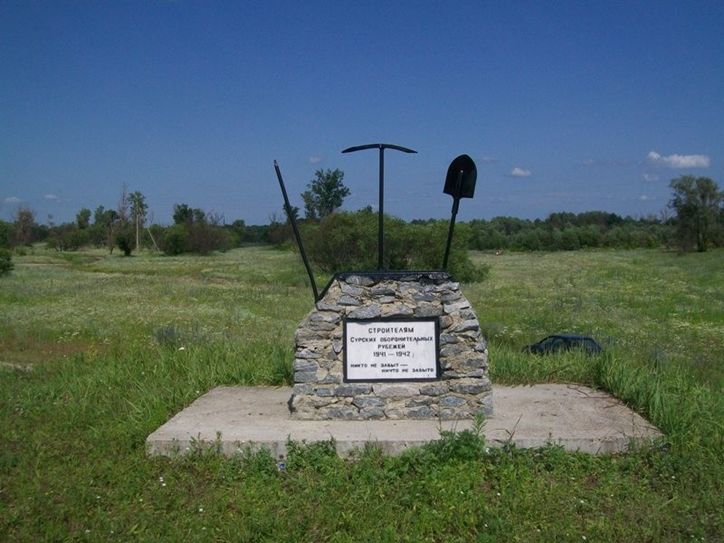 СТРОИТЕЛЯМ
СУРСКИХ ОБОРОНИТЕЛЬНЫХ
РУБЕЖЕЙ
1941 — 1942
НИКТО НЕ ЗАБЫТ—
НИЧТО НЕ ЗАБЫТО